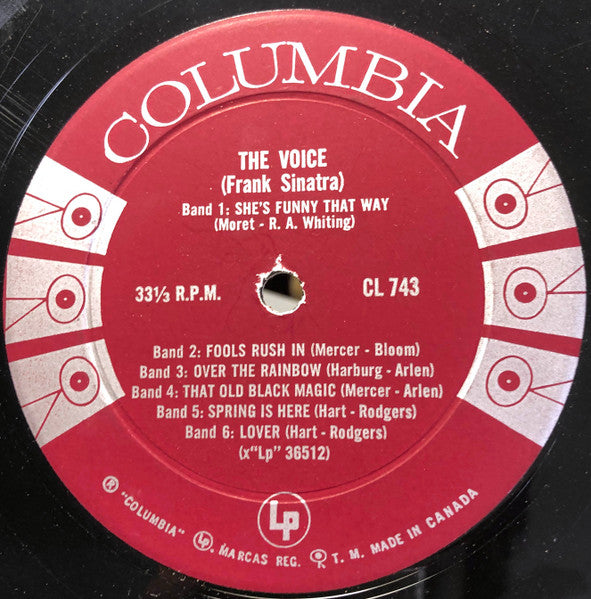 COLUMBIA
THE VOICE
(Frank Sinatra)
Band 1: SHE'S FUNNY THAT WAY
(Moret - R. A. Whiting)
33⅓ R.P.M.
CL 743
Band 2: FOOLS RUSH IN (Mercer - Bloom)
Band 3: OVER THE RAINBOW (Harburg - Arlen)
Band 4: THAT OLD BLACK MAGIC (Mercer - Arlen)
Band 5: SPRING IS HERE (Hart - Rodgers)
Band 6: LOVER (Hart - Rodgers)
(x"Lp" 36512)
Lp
® "COLUMBIA" ⓛⓟ. MARCAS REG. T. M. MADE IN CANADA